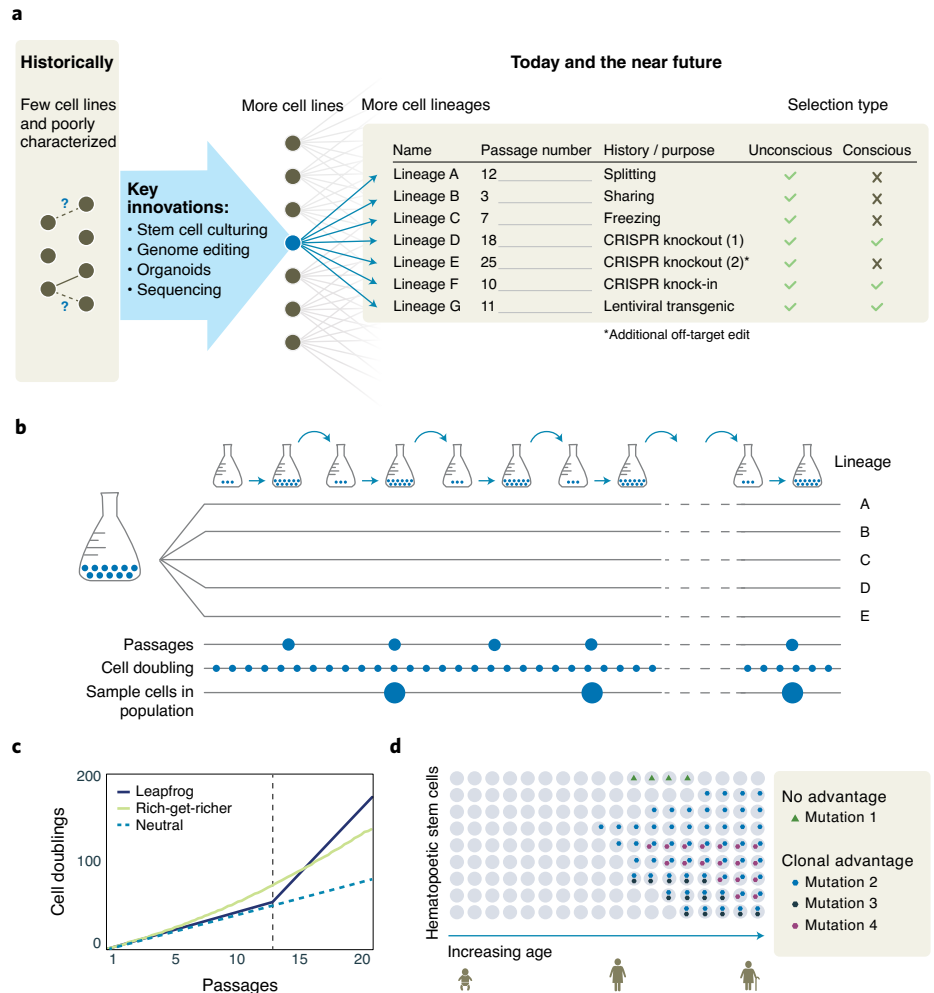 a
Historically
Few cell lines
and poorly
characterized
?
?
Key
innovations:
• Stem cell culturing
• Genome editing
• Organoids
• Sequencing
Today and the near future
More cell lines
More cell lineages
Selection type
Name Passage number History / purpose Unconscious Conscious
Lineage A 12 Splitting
Lineage B 3 Sharing
Lineage C 7 Freezing
Lineage D 18 CRISPR knockout (1)
Lineage E 25 CRISPR knockout (2)*
Lineage F 10 CRISPR knock-in
Lineage G 11 Lentiviral transgenic
*Additional off-target edit
b
Lineage
A
B
C
D
E
Passages
Cell doubling
Sample cells in
population
c
Cell doublings
200
100
0
Leapfrog
Rich-get-richer
Neutral
1 5 10 15 20
Passages
d
Hematopoetic stem cells
Increasing age
No advantage
Mutation 1
Clonal advantage
Mutation 2
Mutation 3
Mutation 4